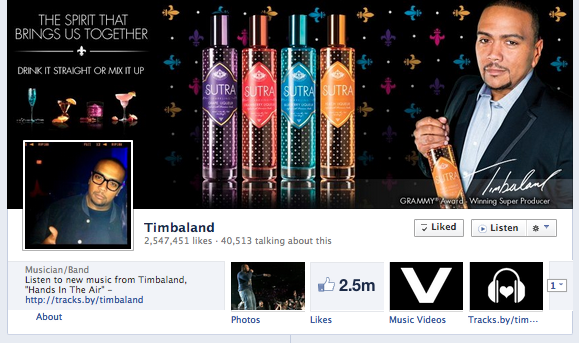 THE SPIRIT THAT
BRINGS US TOGETHER
DRINK IT STRAIGHT OR MIX IT UP
SUTRA
SUTRA
SUTRA
SUTRA
Timbaland
GRAMMY® Award - Winning Super Producer
Timbaland
2,547,451 likes · 40,513 talking about this
Liked
Listen
Musician/Band
Listen to new music from Timbaland,
"Hands In The Air" –
http://tracks.by/timbaland
About
2.5m
1
Photos
Likes
Music Videos
Tracks.by/tim...